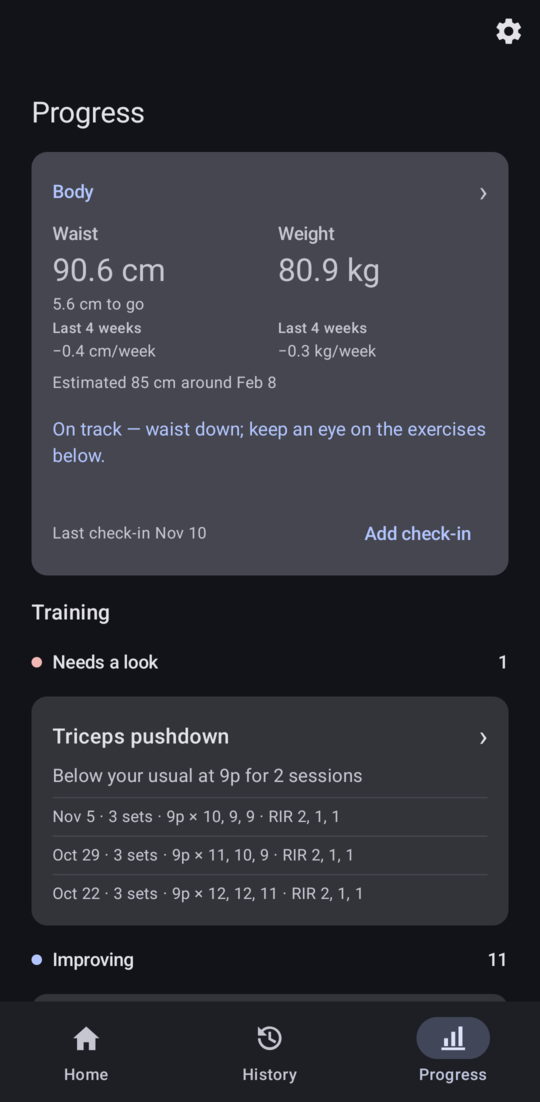 Progress
Body
Waist
Weight
90.6 cm
80.9 kg
5.6 cm to go
Last 4 weeks
Last 4 weeks
−0.4 cm/week
−0.3 kg/week
Estimated 85 cm around Feb 8
On track — waist down; keep an eye on the exercises
below.
Last check-in Nov 10
Add check-in
Training
Needs a look
1
Triceps pushdown
Below your usual at 9p for 2 sessions
Nov 5 · 3 sets · 9p × 10, 9, 9 · RIR 2, 1, 1
Oct 29 · 3 sets · 9p × 11, 10, 9 · RIR 2, 1, 1
Oct 22 · 3 sets · 9p × 12, 12, 11 · RIR 2, 1, 1
Improving
11
Home
History
Progress